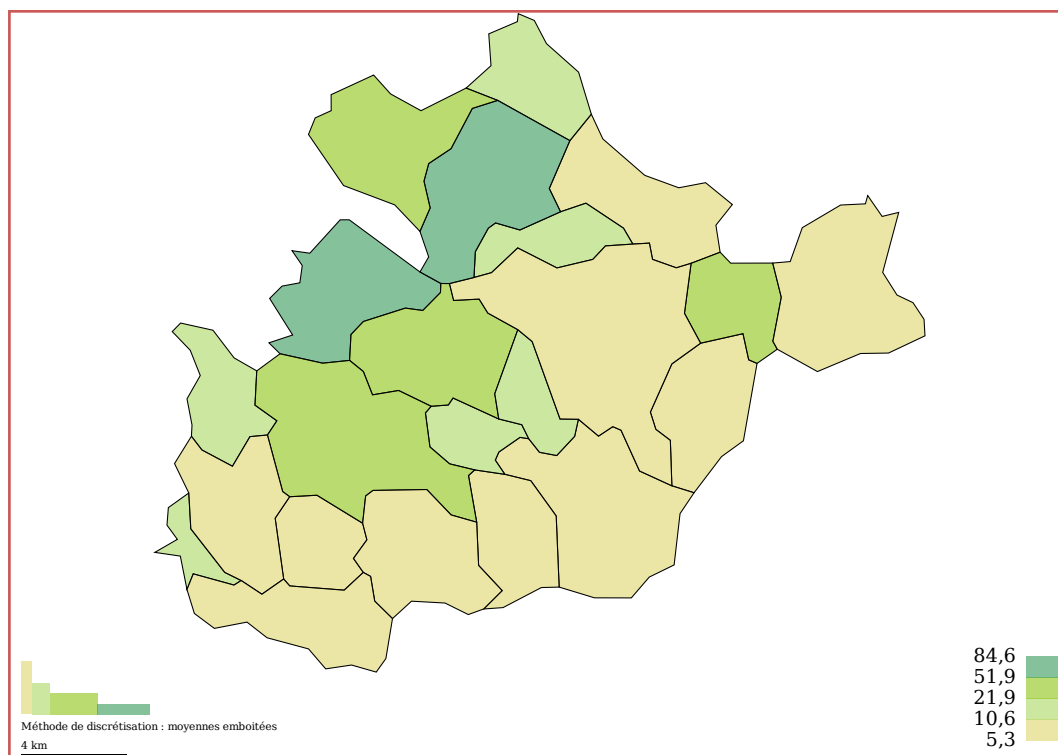 84,6
51,9
21,9
10,6
5,3
Méthode de discrétisation : moyennes emboitées
4 km